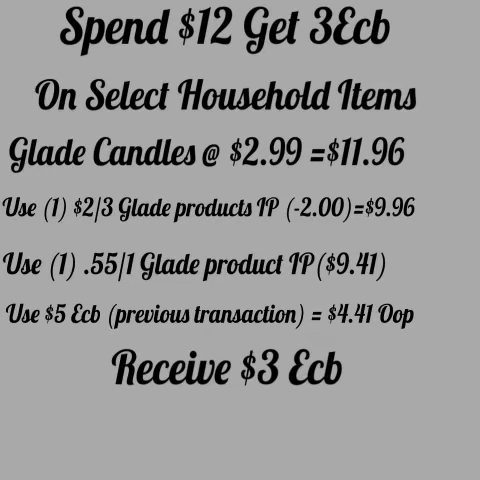 Spend $12 Get 3Ecb
On Select Household Items
Glade Candles @ $2.99 =$11.96
Use (1) $2/3 Glade products IP (-2.00)=$9.96
Use (1) .55/1 Glade product IP($9.41)
Use $5 Ecb (previous transaction) = $4.41 Oop
Receive $3 Ecb